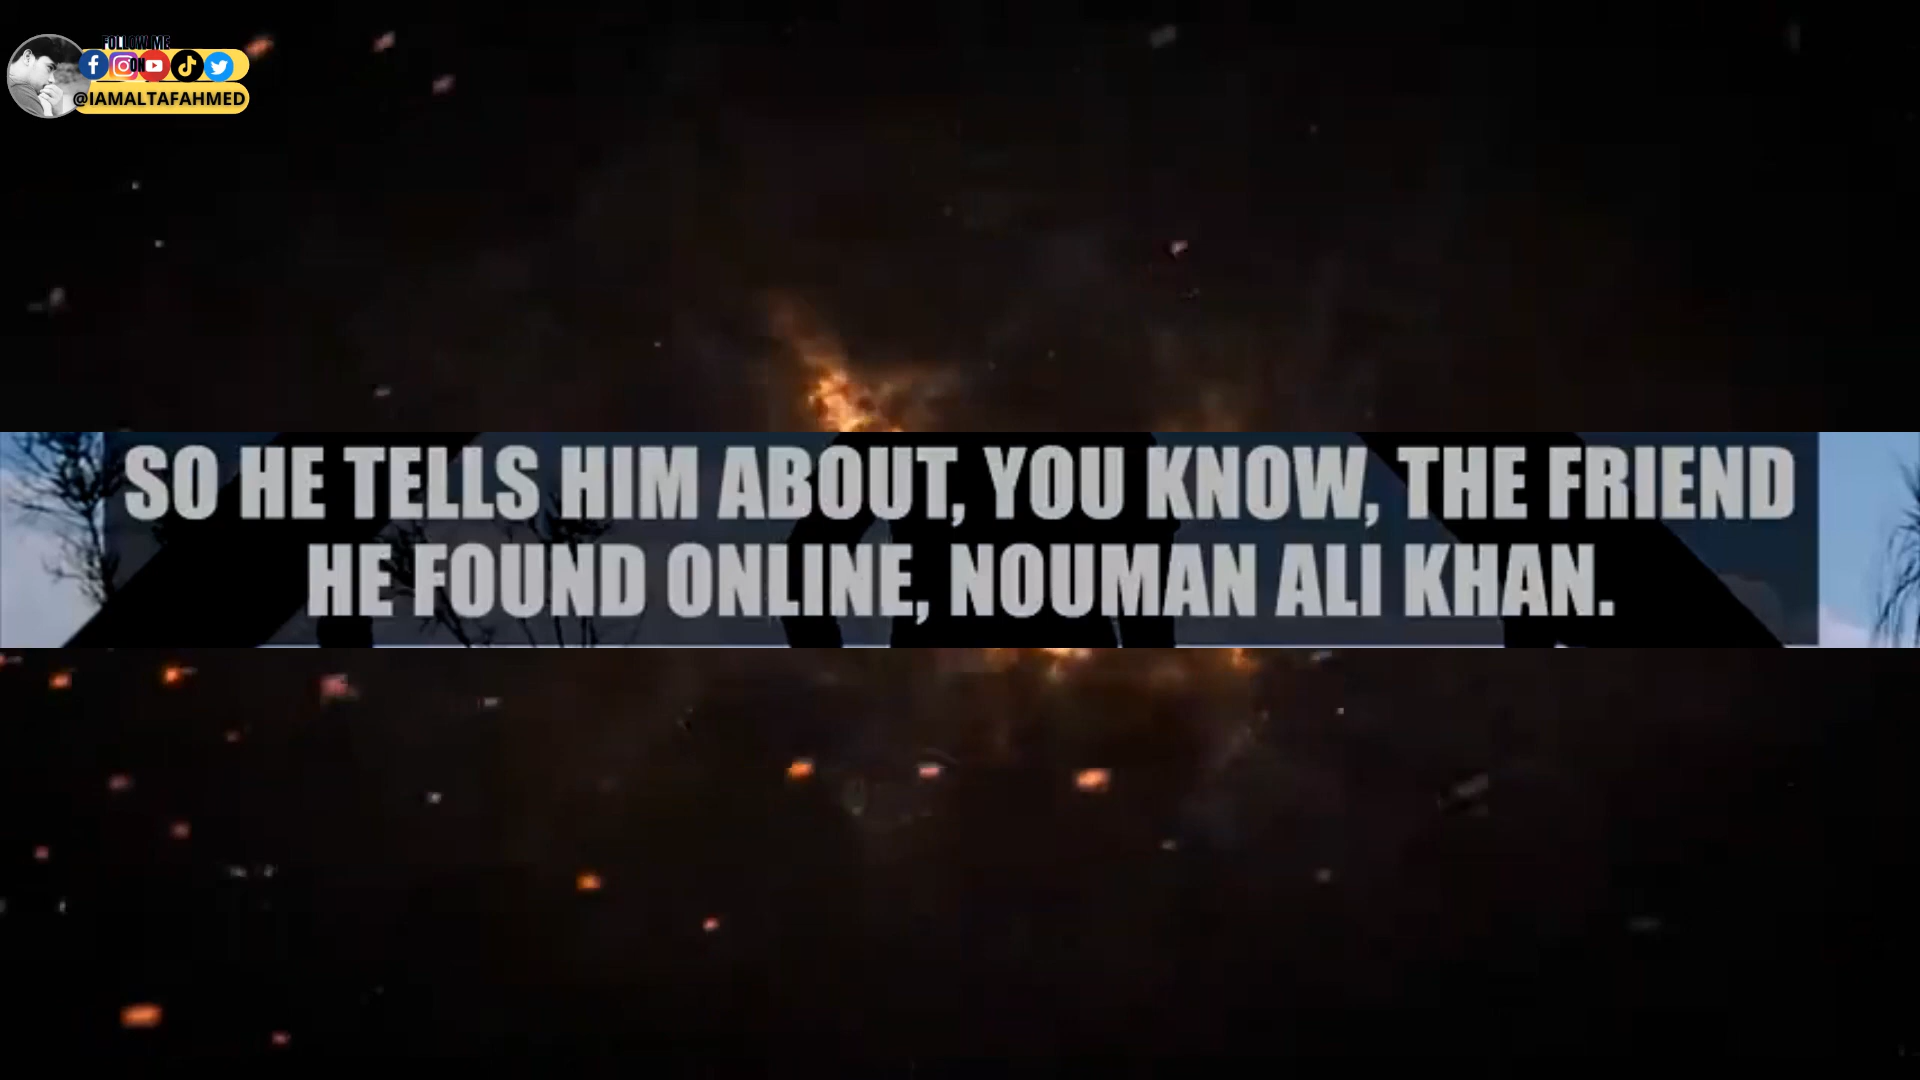 FOLLOW ME
ON
@IAMALTAFAHMED
SO HE TELLS HIM ABOUT, YOU KNOW, THE FRIEND
HE FOUND ONLINE, NOUMAN ALI KHAN.